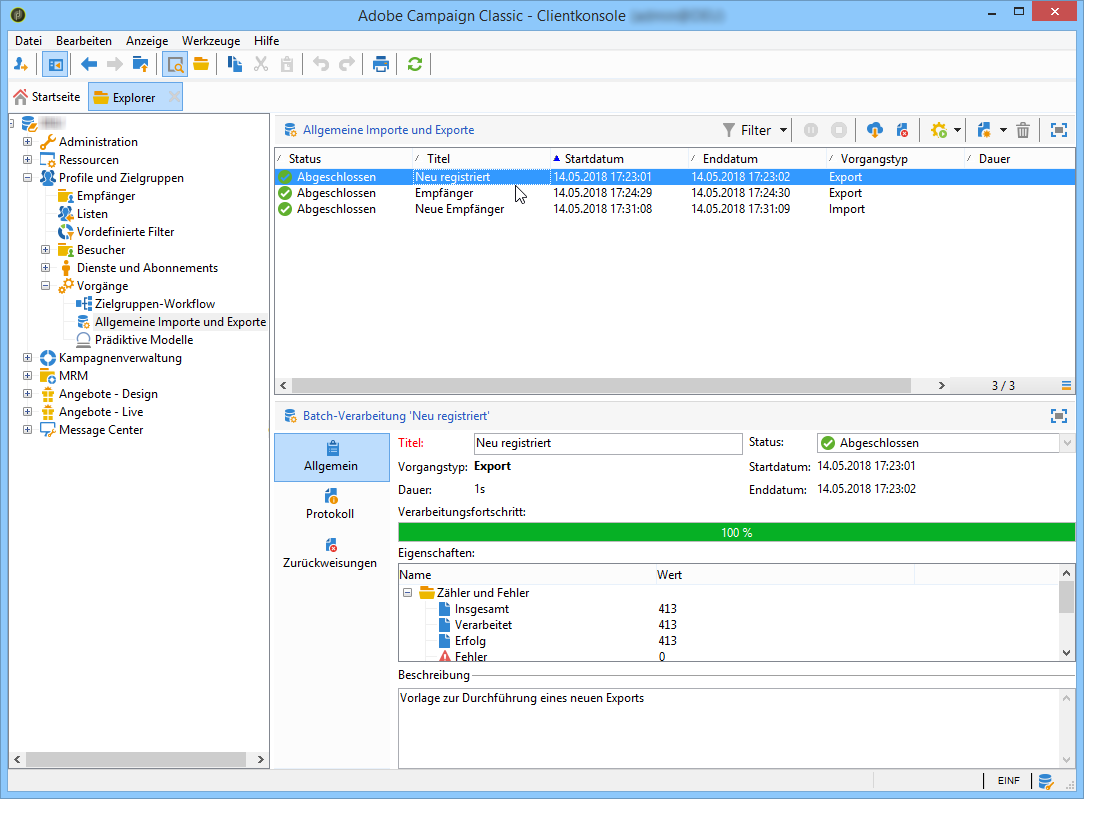 Adobe Campaign Classic - Clientkonsole
Datei Bearbeiten Anzeige Werkzeuge Hilfe
Startseite Explorer
Administration
Ressourcen
Profile und Zielgruppen
Empfänger
Listen
Vordefinierte Filter
Besucher
Dienste und Abonnements
Vorgänge
Zielgruppen-Workflow
Allgemeine Importe und Exporte
Prädiktive Modelle
Kampagnenverwaltung
MRM
Angebote - Design
Angebote - Live
Message Center
Allgemeine Importe und Exporte Filter
Status Titel Startdatum Enddatum Vorgangstyp Dauer
Abgeschlossen Neu registriert 14.05.2018 17:23:01 14.05.2018 17:23:02 Export
Abgeschlossen Empfänger 14.05.2018 17:24:29 14.05.2018 17:24:30 Export
Abgeschlossen Neue Empfänger 14.05.2018 17:31:08 14.05.2018 17:31:09 Import
3 / 3
Batch-Verarbeitung 'Neu registriert'
Allgemein
Protokoll
Zurückweisungen
Titel: Neu registriert Status: Abgeschlossen
Vorgangstyp: Export Startdatum: 14.05.2018 17:23:01
Dauer: 1s Enddatum: 14.05.2018 17:23:02
Verarbeitungsfortschritt:
100 %
Eigenschaften:
Name Wert
Zähler und Fehler
Insgesamt 413
Verarbeitet 413
Erfolg 413
Fehler 0
Beschreibung
Vorlage zur Durchführung eines neuen Exports
EINF